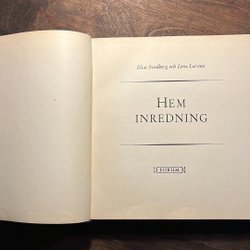 Elias Svedberg och Lena Larsson
HEM
INREDNING
FORUM